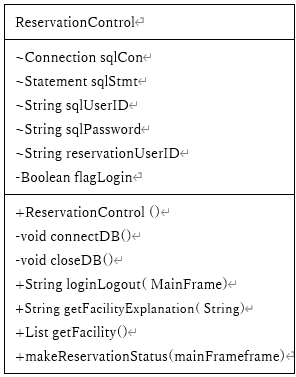 ReservationControl
~Connection sqlCon
~Statement sqlStmt
~String sqlUserID
~String sqlPassword
~String reservationUserID
-Boolean flagLogin
+ReservationControl ()
-void connectDB()
-void closeDB()
+String loginLogout( MainFrame)
+String getFacilityExplanation( String)
+List getFacility()
+makeReservationStatus(mainFrameframe)